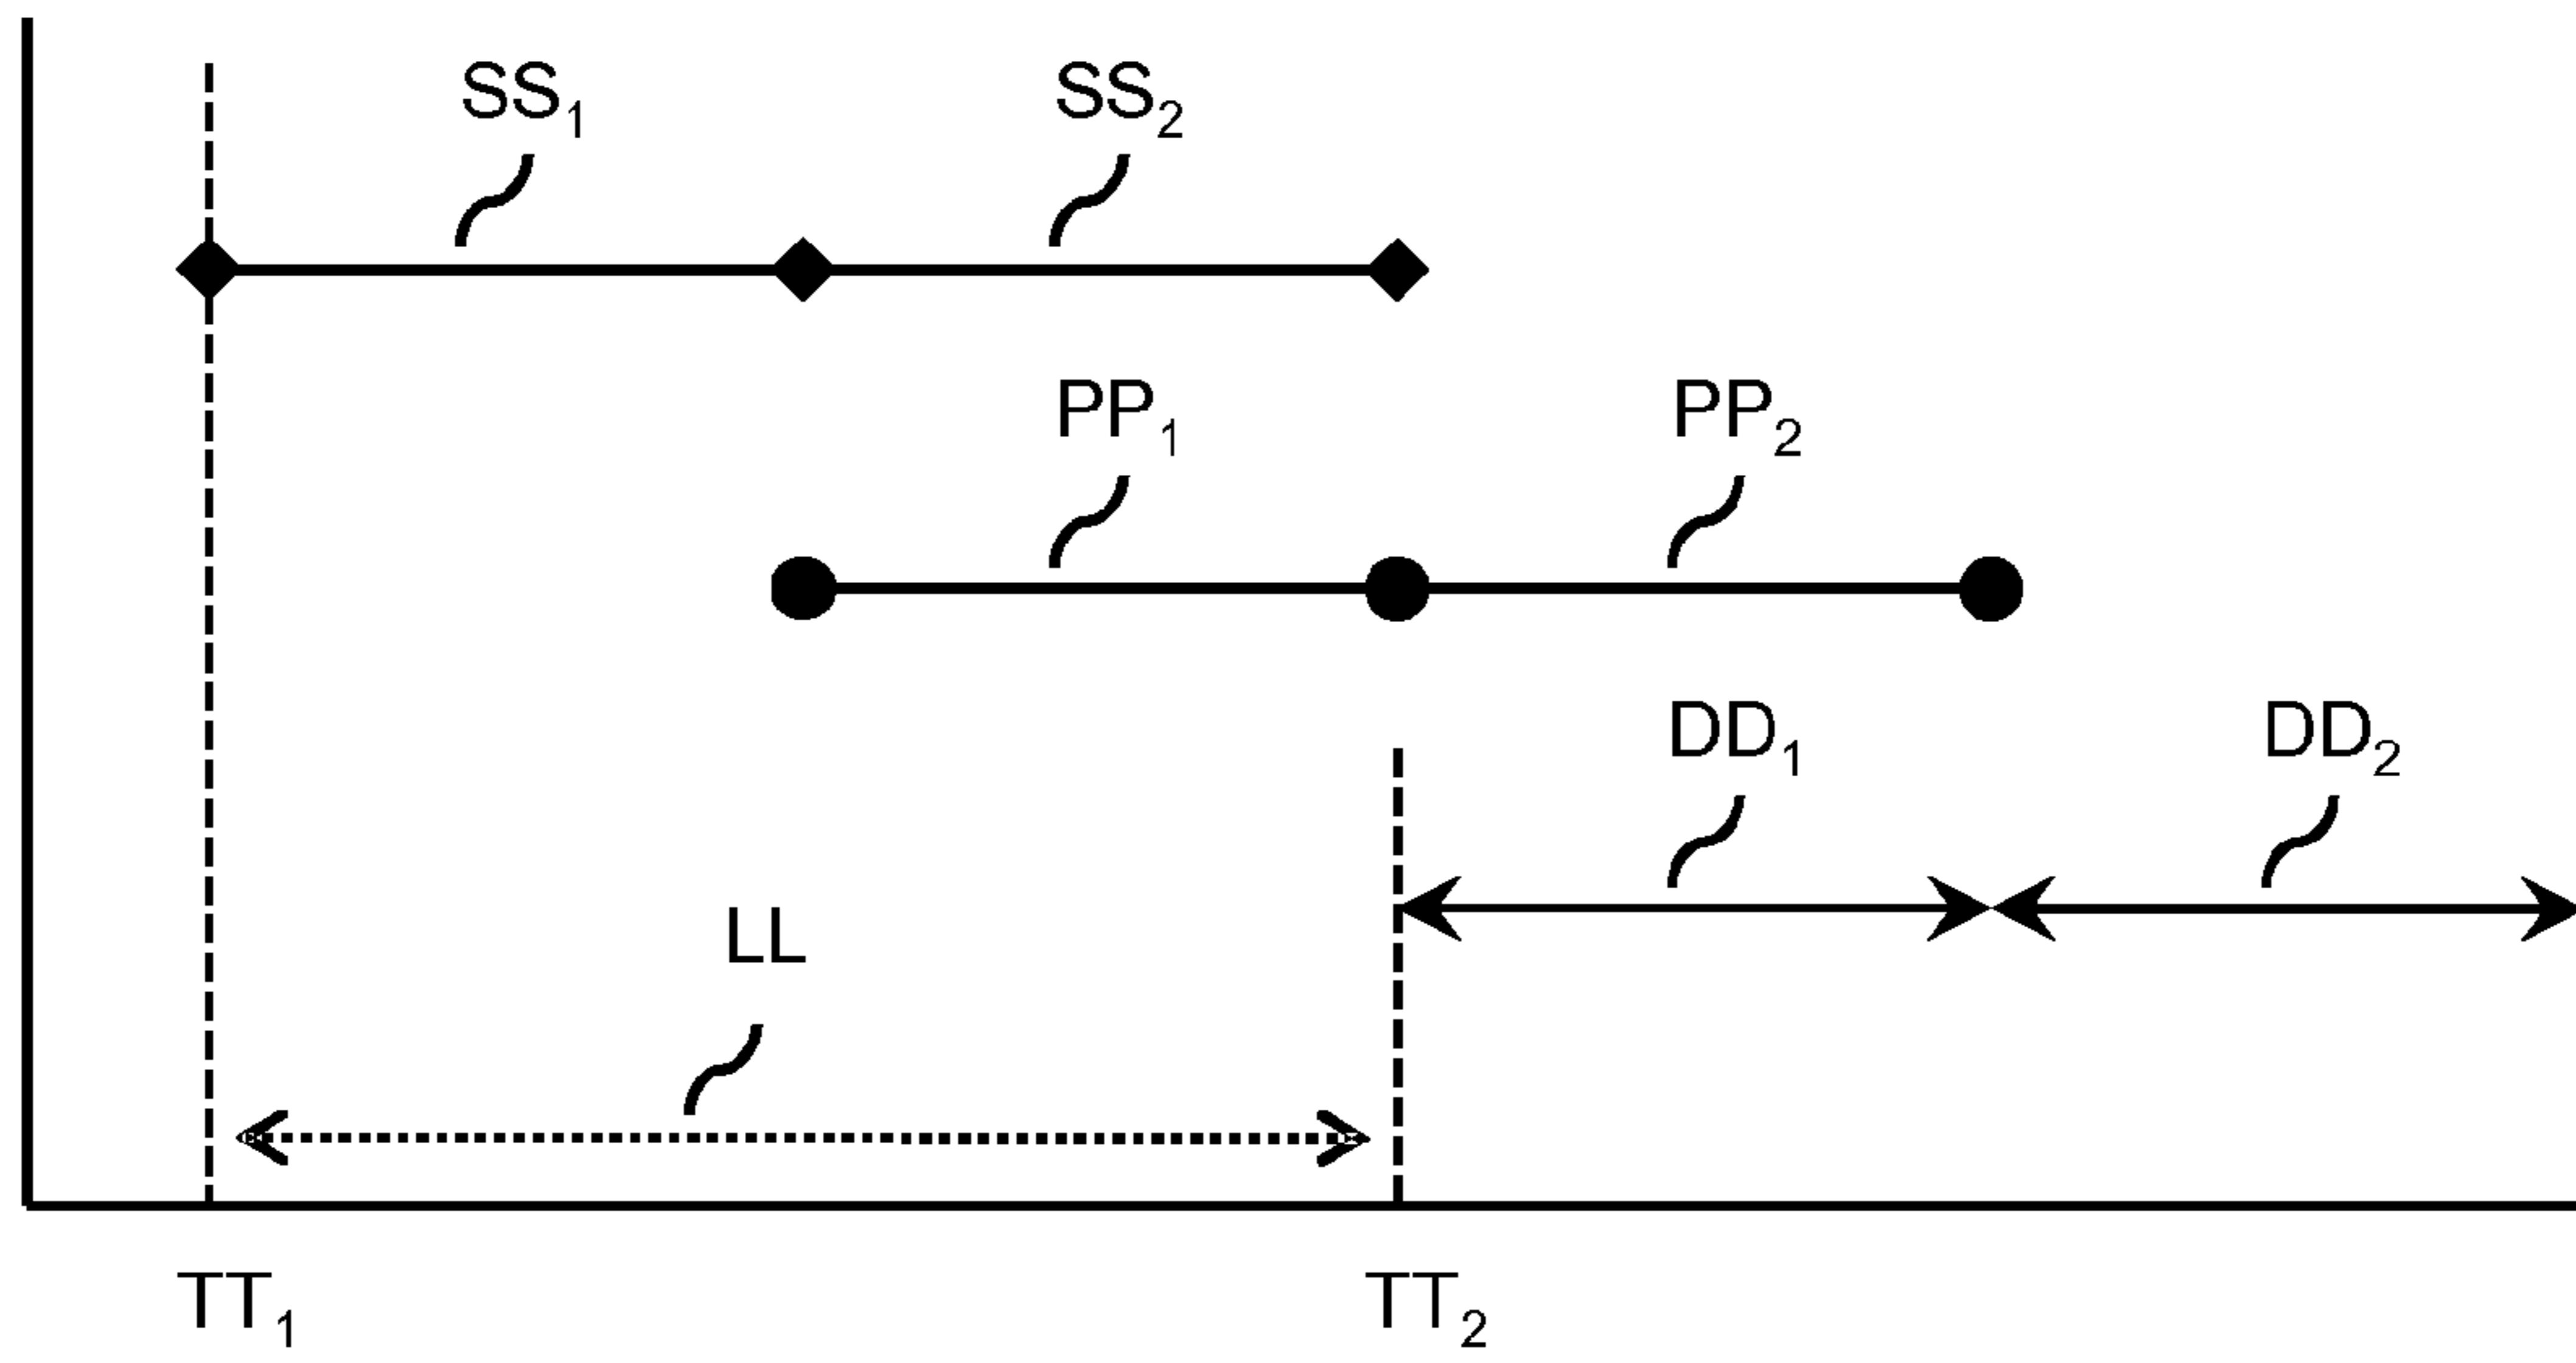 SS₁ SS₂
PP₁ PP₂
DD₁ DD₂
LL
TT₁ TT₂